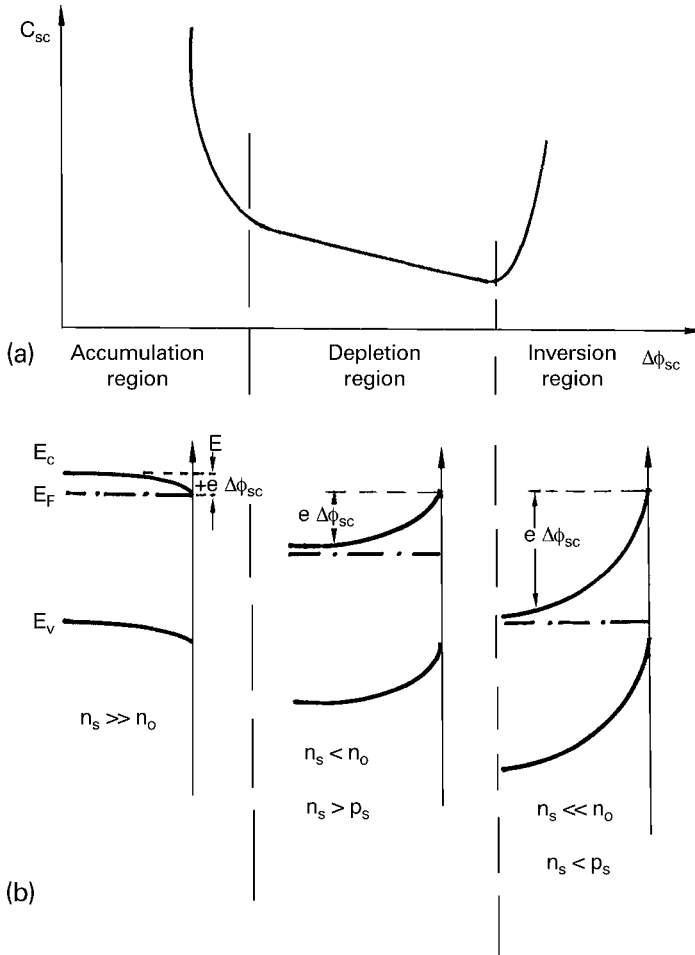 C_sc
(a)
Accumulation region
Depletion region
Inversion region
Δϕ_sc
E_c
E
+e Δϕ_sc
E_F
E_v
n_s >> n_o
e Δϕ_sc
n_s < n_o
n_s > p_s
e Δϕ_sc
n_s << n_o
n_s < p_s
(b)